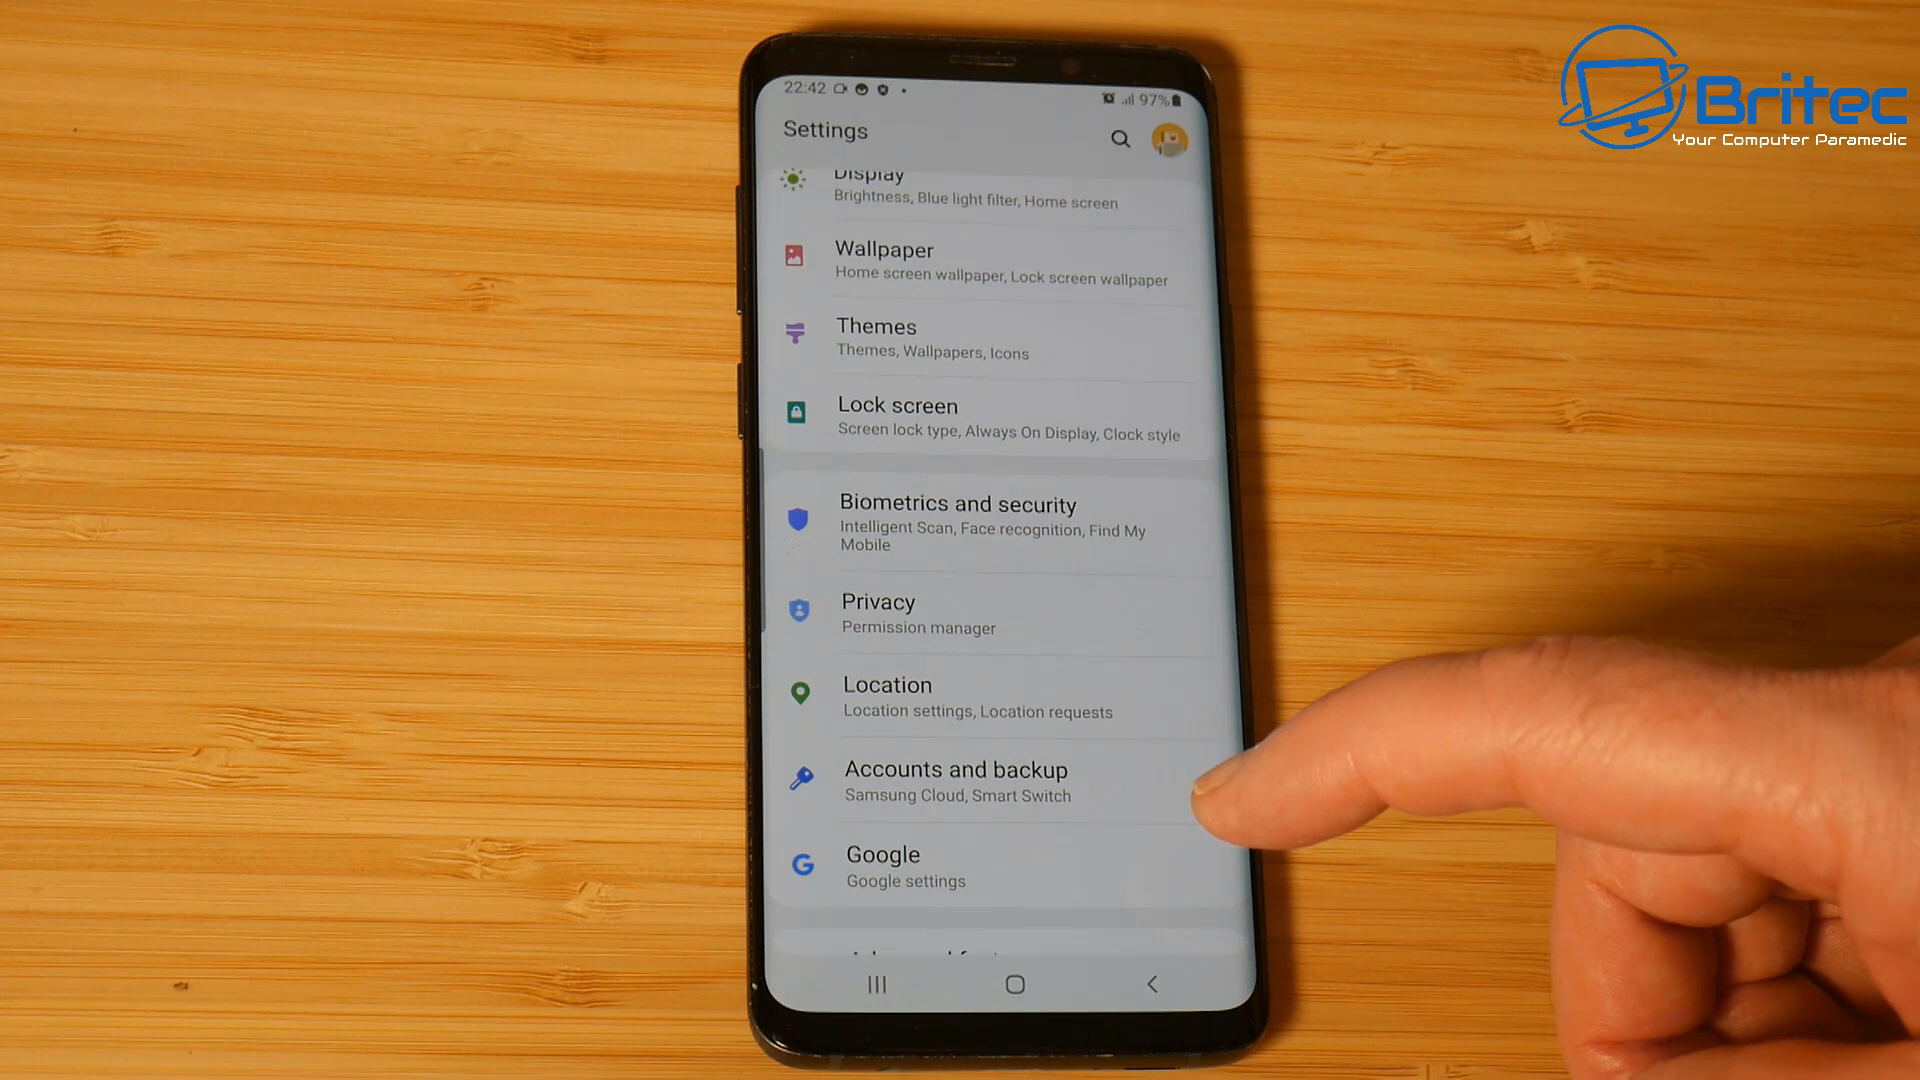 Britec
Your Computer Paramedic
22:42
97%
Settings
Display
Brightness, Blue light filter, Home screen
Wallpaper
Home screen wallpaper, Lock screen wallpaper
Themes
Themes, Wallpapers, Icons
Lock screen
Screen lock type, Always On Display, Clock style
Biometrics and security
Intelligent Scan, Face recognition, Find My
Mobile
Privacy
Permission manager
Location
Location settings, Location requests
Accounts and backup
Samsung Cloud, Smart Switch
Google
Google settings